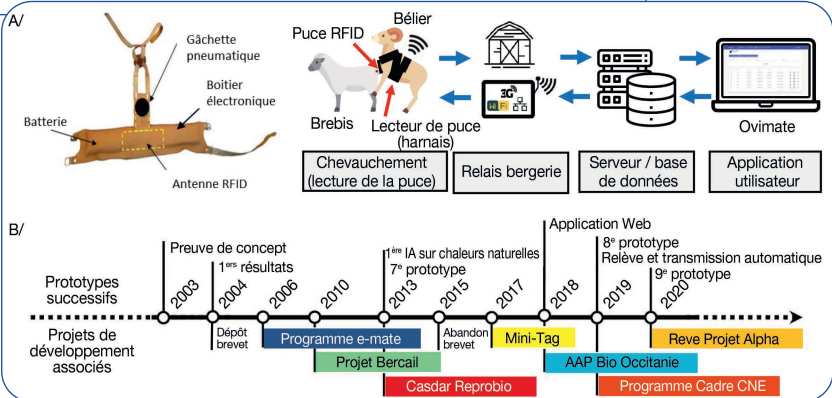 A/
Gâchette
pneumatique
Boitier
électronique
Batterie
Antenne RFID
Bélier
Puce RFID
Brebis
Lecteur de puce
(harnais)
3G
Wi Fi
Ovimate
Chevauchement
(lecture de la puce)
Relais bergerie
Serveur / base
de données
Application
utilisateur
B/
Prototypes
successifs
Projets de
développement
associés
Preuve de concept
1ers résultats
1ère IA sur chaleurs naturelles
7e prototype
Application Web
8e prototype
Relève et transmission automatique
9e prototype
2003
2004
2006
2010
2013
2015
2017
2018
2019
2020
Dépôt
brevet
Programme e-mate
Abandon
brevet
Mini-Tag
Reve Projet Alpha
Projet Bercail
AAP Bio Occitanie
Casdar Reprobio
Programme Cadre CNE